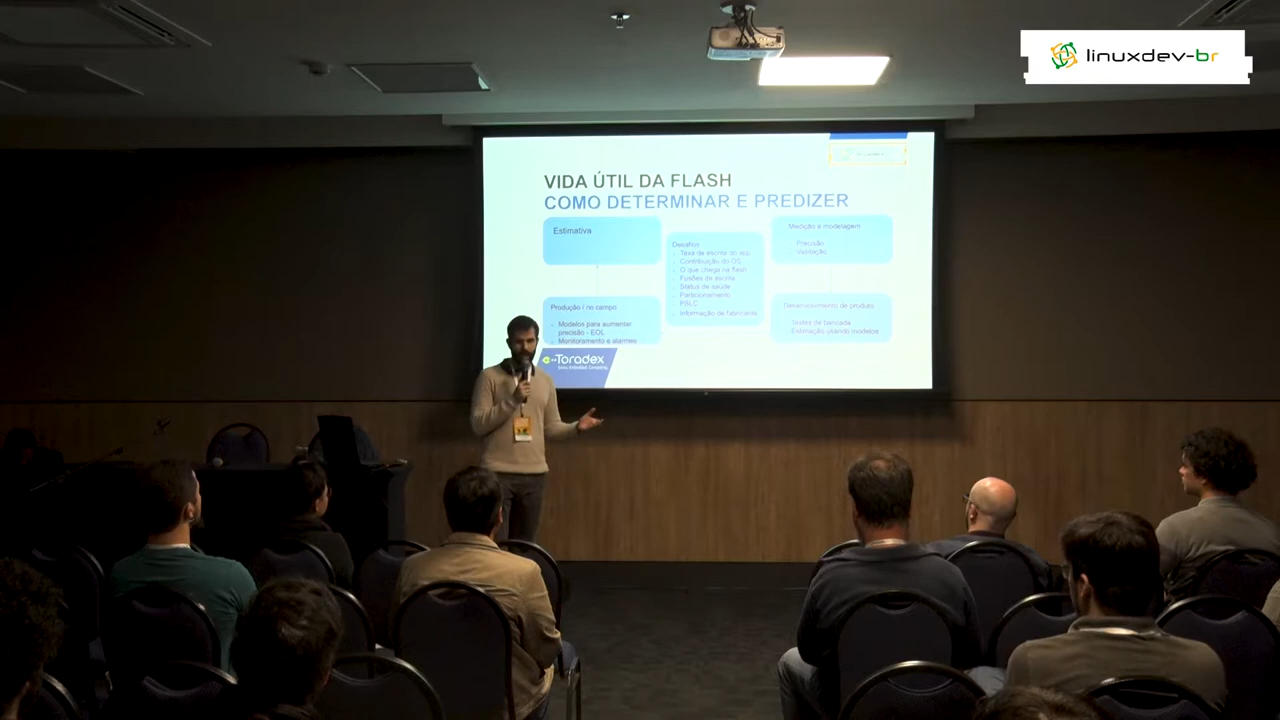 linuxdev-br
VIDA ÚTIL DA FLASH
COMO DETERMINAR E PREDIZER
Estimativa
Desafios
Taxa de escrita do app
Contribuição do OS
O que chega na flash
Fusões de escrita
Status de saúde
Particionamento
PSLC
Informação de fabricante
Medição e modelagem
Precisão
Validação
Produção / no campo
Modelos para aumentar
precisão - EOL
Monitoramento e alarmes
Desenvolvimento de produto
Testes de bancada
Estimação usando modelos
Toradex